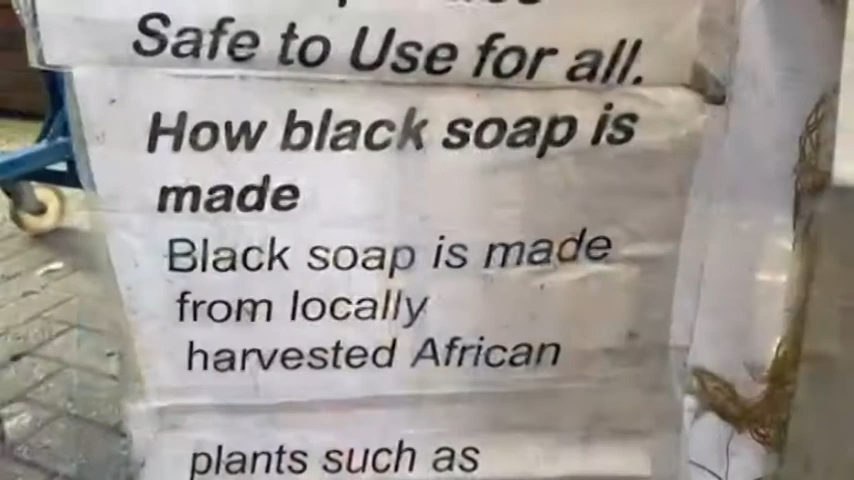 Safe to Use for all.
How black soap is
made
Black soap is made
from locally
harvested African
plants such as